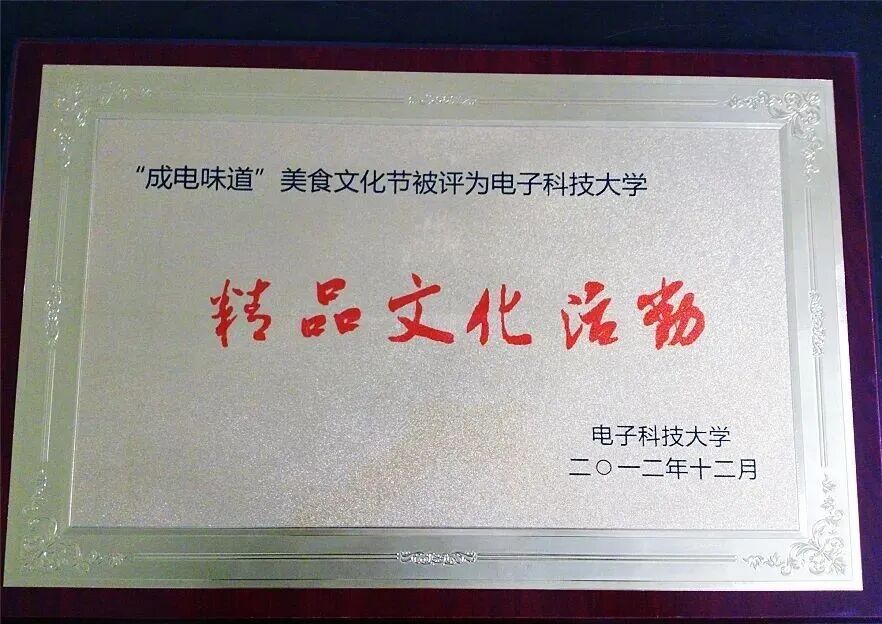 “成电味道”美食文化节被评为电子科技大学
精品文化活动
电子科技大学
二〇一二年十二月